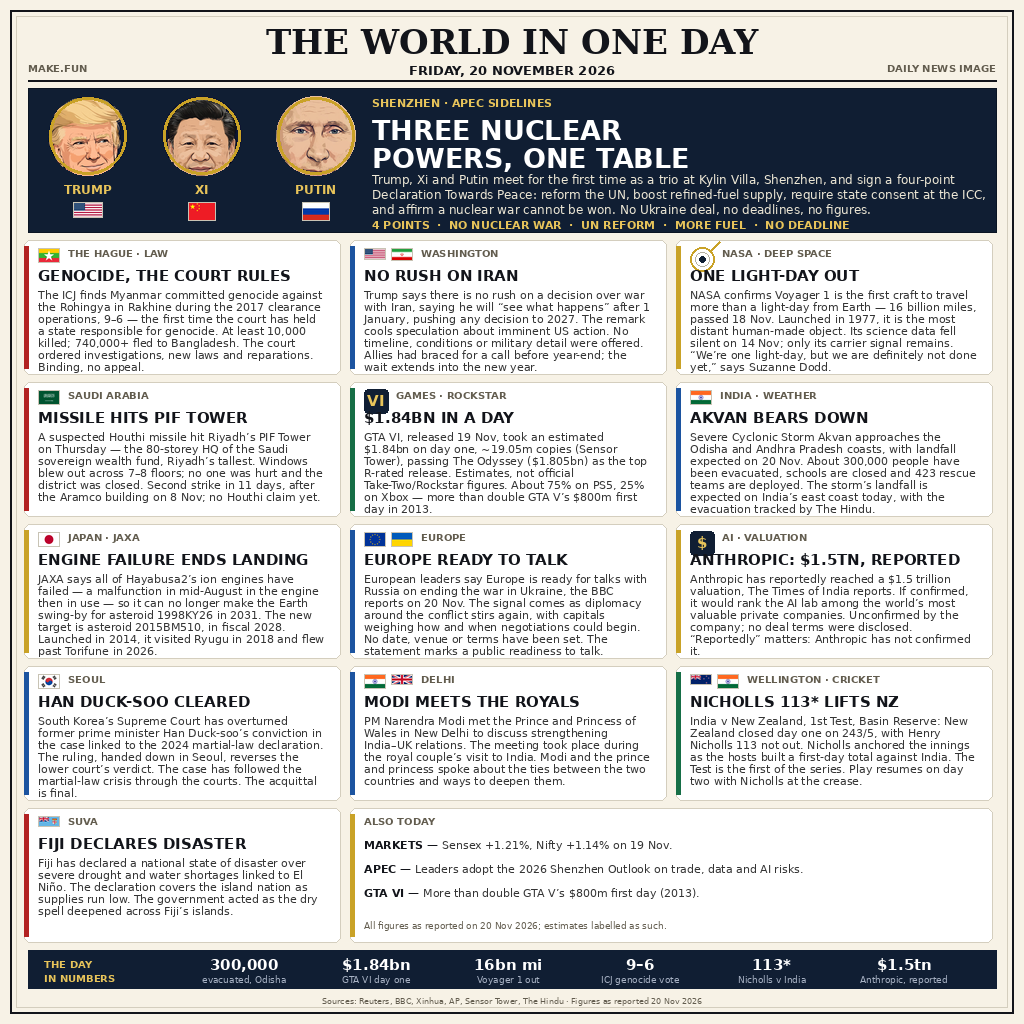 THE WORLD IN ONE DAY
MAKE.FUN
FRIDAY, 20 NOVEMBER 2026
DAILY NEWS IMAGE
TRUMP
XI
PUTIN
SHENZHEN · APEC SIDELINES
THREE NUCLEAR
POWERS, ONE TABLE
Trump, Xi and Putin meet for the first time as a trio at Kylin Villa, Shenzhen, and sign a four-point
Declaration Towards Peace: reform the UN, boost refined-fuel supply, require state consent at the ICC,
and affirm a nuclear war cannot be won. No Ukraine deal, no deadlines, no figures.
4 POINTS · NO NUCLEAR WAR · UN REFORM · MORE FUEL · NO DEADLINE
THE HAGUE · LAW
GENOCIDE, THE COURT RULES
The ICJ finds Myanmar committed genocide against
the Rohingya in Rakhine during the 2017 clearance
operations, 9–6 — the first time the court has held
a state responsible for genocide. At least 10,000
killed; 740,000+ fled to Bangladesh. The court
ordered investigations, new laws and reparations.
Binding, no appeal.
WASHINGTON
NO RUSH ON IRAN
Trump says there is no rush on a decision over war
with Iran, saying he will “see what happens” after 1
January, pushing any decision to 2027. The remark
cools speculation about imminent US action. No
timeline, conditions or military detail were offered.
Allies had braced for a call before year-end; the
wait extends into the new year.
NASA · DEEP SPACE
ONE LIGHT-DAY OUT
NASA confirms Voyager 1 is the first craft to travel
more than a light-day from Earth — 16 billion miles,
passed 18 Nov. Launched in 1977, it is the most
distant human-made object. Its science data fell
silent on 14 Nov; only its carrier signal remains.
“We’re one light-day, but we are definitely not done
yet,” says Suzanne Dodd.
SAUDI ARABIA
MISSILE HITS PIF TOWER
A suspected Houthi missile hit Riyadh’s PIF Tower
on Thursday — the 80-storey HQ of the Saudi
sovereign wealth fund, Riyadh’s tallest. Windows
blew out across 7–8 floors; no one was hurt and the
district was closed. Second strike in 11 days, after
the Aramco building on 8 Nov; no Houthi claim yet.
VI
GAMES · ROCKSTAR
$1.84BN IN A DAY
GTA VI, released 19 Nov, took an estimated
$1.84bn on day one, ~19.05m copies (Sensor
Tower), passing The Odyssey ($1.805bn) as the top
R-rated release. Estimates, not official
Take-Two/Rockstar figures. About 75% on PS5, 25%
on Xbox — more than double GTA V’s $800m first
day in 2013.
INDIA · WEATHER
AKVAN BEARS DOWN
Severe Cyclonic Storm Akvan approaches the
Odisha and Andhra Pradesh coasts, with landfall
expected on 20 Nov. About 300,000 people have
been evacuated, schools are closed and 423 rescue
teams are deployed. The storm’s landfall is
expected on India’s east coast today, with the
evacuation tracked by The Hindu.
JAPAN · JAXA
ENGINE FAILURE ENDS LANDING
JAXA says all of Hayabusa2’s ion engines have
failed — a malfunction in mid-August in the engine
then in use — so it can no longer make the Earth
swing-by for asteroid 1998KY26 in 2031. The new
target is asteroid 2015BM510, in fiscal 2028.
Launched in 2014, it visited Ryugu in 2018 and flew
past Torifune in 2026.
EUROPE
EUROPE READY TO TALK
European leaders say Europe is ready for talks with
Russia on ending the war in Ukraine, the BBC
reports on 20 Nov. The signal comes as diplomacy
around the conflict stirs again, with capitals
weighing how and when negotiations could begin.
No date, venue or terms have been set. The
statement marks a public readiness to talk.
$
AI · VALUATION
ANTHROPIC: $1.5TN, REPORTED
Anthropic has reportedly reached a $1.5 trillion
valuation, The Times of India reports. If confirmed,
it would rank the AI lab among the world’s most
valuable private companies. Unconfirmed by the
company; no deal terms were disclosed.
“Reportedly” matters: Anthropic has not confirmed
it.
SEOUL
HAN DUCK-SOO CLEARED
South Korea’s Supreme Court has overturned
former prime minister Han Duck-soo’s conviction in
the case linked to the 2024 martial-law declaration.
The ruling, handed down in Seoul, reverses the
lower court’s verdict. The case has followed the
martial-law crisis through the courts. The acquittal
is final.
DELHI
MODI MEETS THE ROYALS
PM Narendra Modi met the Prince and Princess of
Wales in New Delhi to discuss strengthening
India–UK relations. The meeting took place during
the royal couple’s visit to India. Modi and the prince
and princess spoke about the ties between the two
countries and ways to deepen them.
WELLINGTON · CRICKET
NICHOLLS 113* LIFTS NZ
India v New Zealand, 1st Test, Basin Reserve: New
Zealand closed day one on 243/5, with Henry
Nicholls 113 not out. Nicholls anchored the innings
as the hosts built a first-day total against India. The
Test is the first of the series. Play resumes on day
two with Nicholls at the crease.
SUVA
FIJI DECLARES DISASTER
Fiji has declared a national state of disaster over
severe drought and water shortages linked to El
Niño. The declaration covers the island nation as
supplies run low. The government acted as the dry
spell deepened across Fiji’s islands.
ALSO TODAY
MARKETS — Sensex +1.21%, Nifty +1.14% on 19 Nov.
APEC — Leaders adopt the 2026 Shenzhen Outlook on trade, data and AI risks.
GTA VI — More than double GTA V’s $800m first day (2013).
All figures as reported on 20 Nov 2026; estimates labelled as such.
THE DAY
IN NUMBERS
300,000
evacuated, Odisha
$1.84bn
GTA VI day one
16bn mi
Voyager 1 out
9–6
ICJ genocide vote
113*
Nicholls v India
$1.5tn
Anthropic, reported
Sources: Reuters, BBC, Xinhua, AP, Sensor Tower, The Hindu · Figures as reported 20 Nov 2026